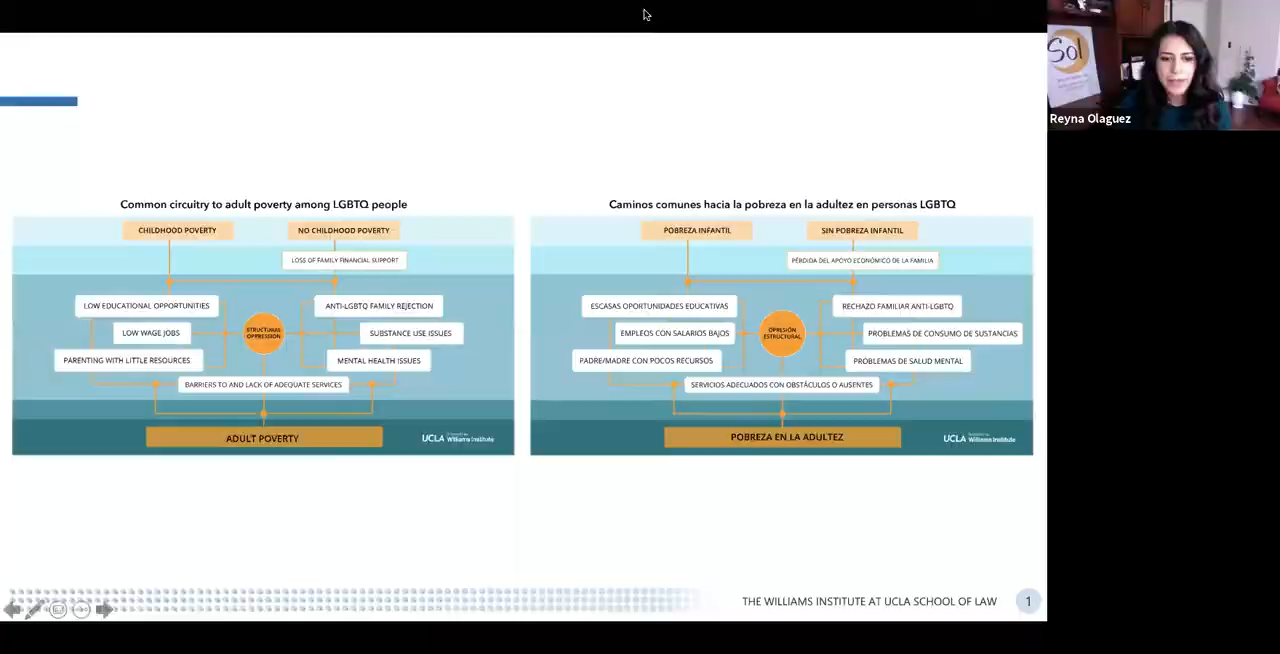 Sol
Reyna Olaguez
Common circuitry to adult poverty among LGBTQ people
CHILDHOOD POVERTY
NO CHILDHOOD POVERTY
LOSS OF FAMILY FINANCIAL SUPPORT
LOW EDUCATIONAL OPPORTUNITIES
ANTI-LGBTQ FAMILY REJECTION
LOW WAGE JOBS
STRUCTURAL
OPPRESSION
SUBSTANCE USE ISSUES
PARENTING WITH LITTLE RESOURCES
MENTAL HEALTH ISSUES
BARRIERS TO AND LACK OF ADEQUATE SERVICES
ADULT POVERTY
UCLA Williams Institute
Caminos comunes hacia la pobreza en la adultez en personas LGBTQ
POBREZA INFANTIL
SIN POBREZA INFANTIL
PÉRDIDA DEL APOYO ECONÓMICO DE LA FAMILIA
ESCASAS OPORTUNIDADES EDUCATIVAS
RECHAZO FAMILIAR ANTI-LGBTQ
EMPLEOS CON SALARIOS BAJOS
OPRESIÓN
ESTRUCTURAL
PROBLEMAS DE CONSUMO DE SUSTANCIAS
PADRE/MADRE CON POCOS RECURSOS
PROBLEMAS DE SALUD MENTAL
SERVICIOS ADECUADOS CON OBSTÁCULOS O AUSENTES
POBREZA EN LA ADULTEZ
UCLA Williams Institute
THE WILLIAMS INSTITUTE AT UCLA SCHOOL OF LAW
1